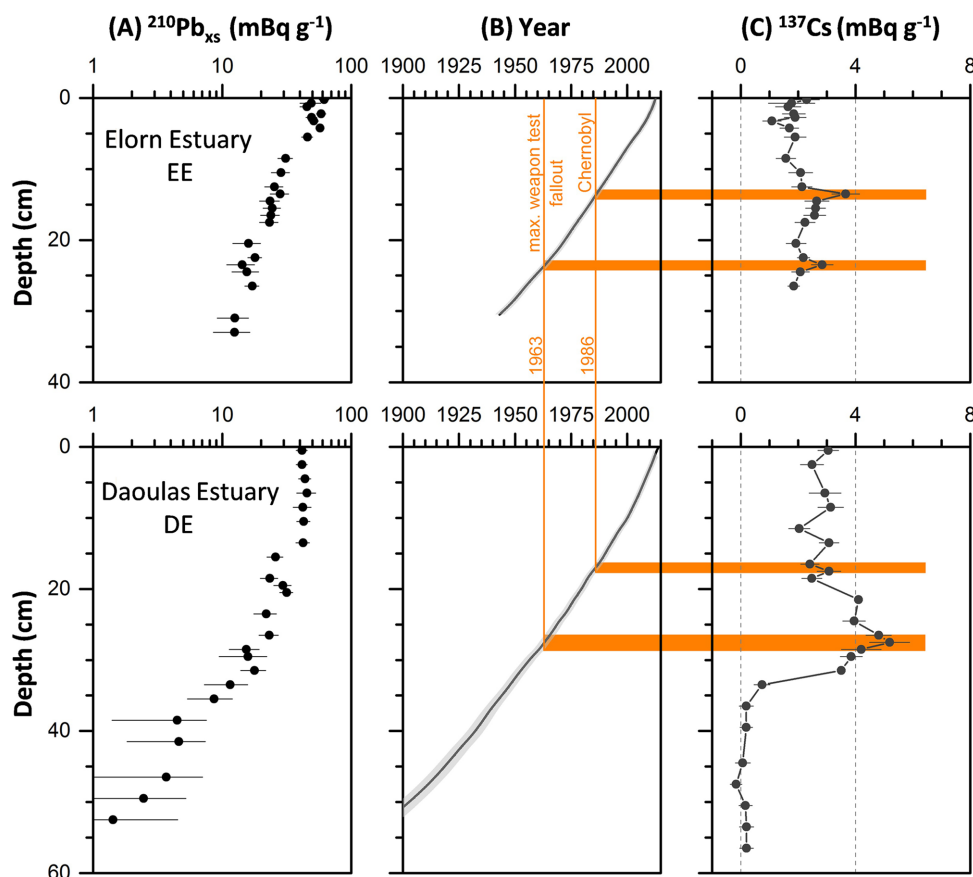 (A) ²¹⁰Pbₓₛ (mBq g⁻¹) (B) Year (C) ¹³⁷Cs (mBq g⁻¹)
1 10 100 1900 1925 1950 1975 2000 0 4 8
0
Elorn Estuary
EE
max. weapon test
fallout
Chernobyl
20
Depth (cm)
1963
1986
40
1 10 100 1900 1925 1950 1975 2000 0 4 8
0
Daoulas Estuary
DE
20
Depth (cm)
40
60